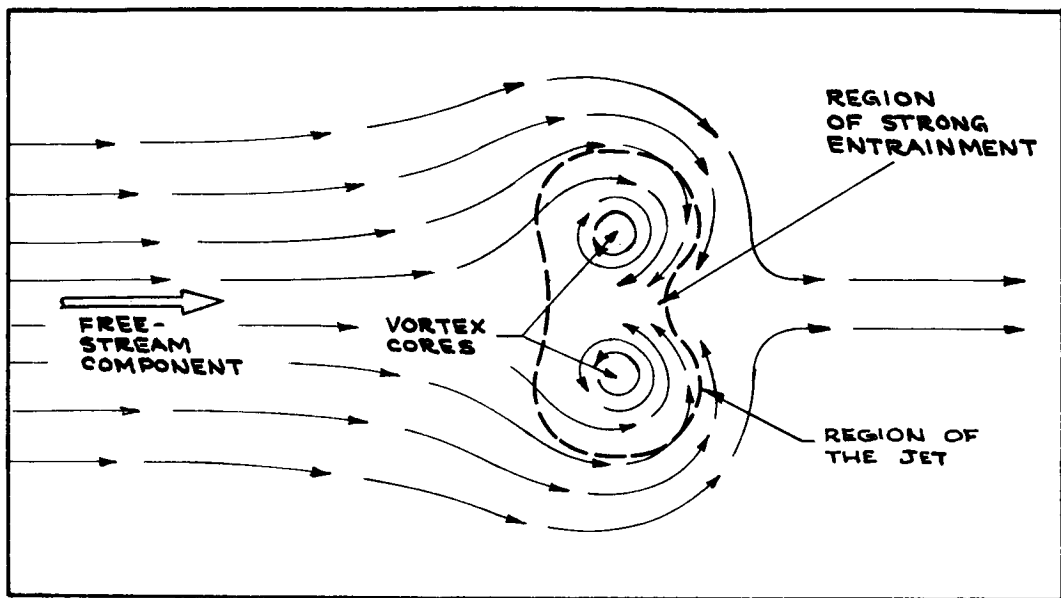 REGION
OF STRONG
ENTRAINMENT
FREE-
STREAM
COMPONENT
VORTEX
CORES
REGION OF
THE JET